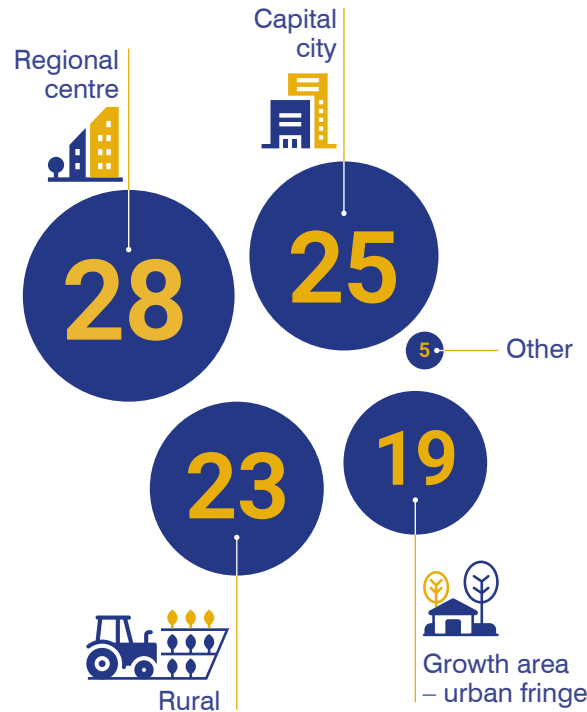 Regional
centre
28
Capital
city
25
5
Other
23
Rural
19
Growth area
– urban fringe